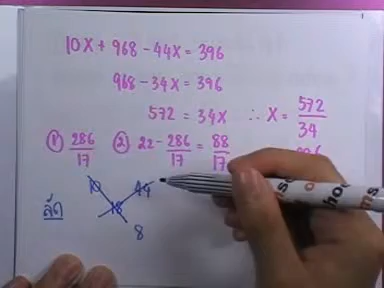 10x + 968 - 44x = 396
968 - 34x = 396
572 = 34x ∴ x = 572/34
① 286/17 ② 22 - 286/17 = 88/17
10 44
ลัด 18
8